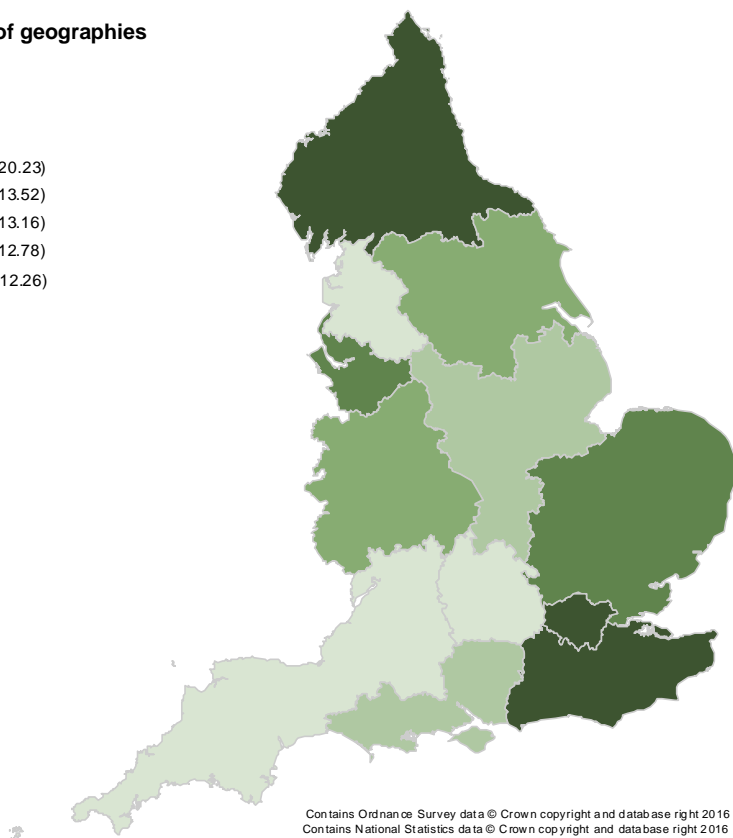 of geographies
20.23)
13.52)
13.16)
12.78)
12.26)
Contains Ordnance Survey data © Crown copyright and database right 2016
Contains National Statistics data © Crown copyright and database right 2016